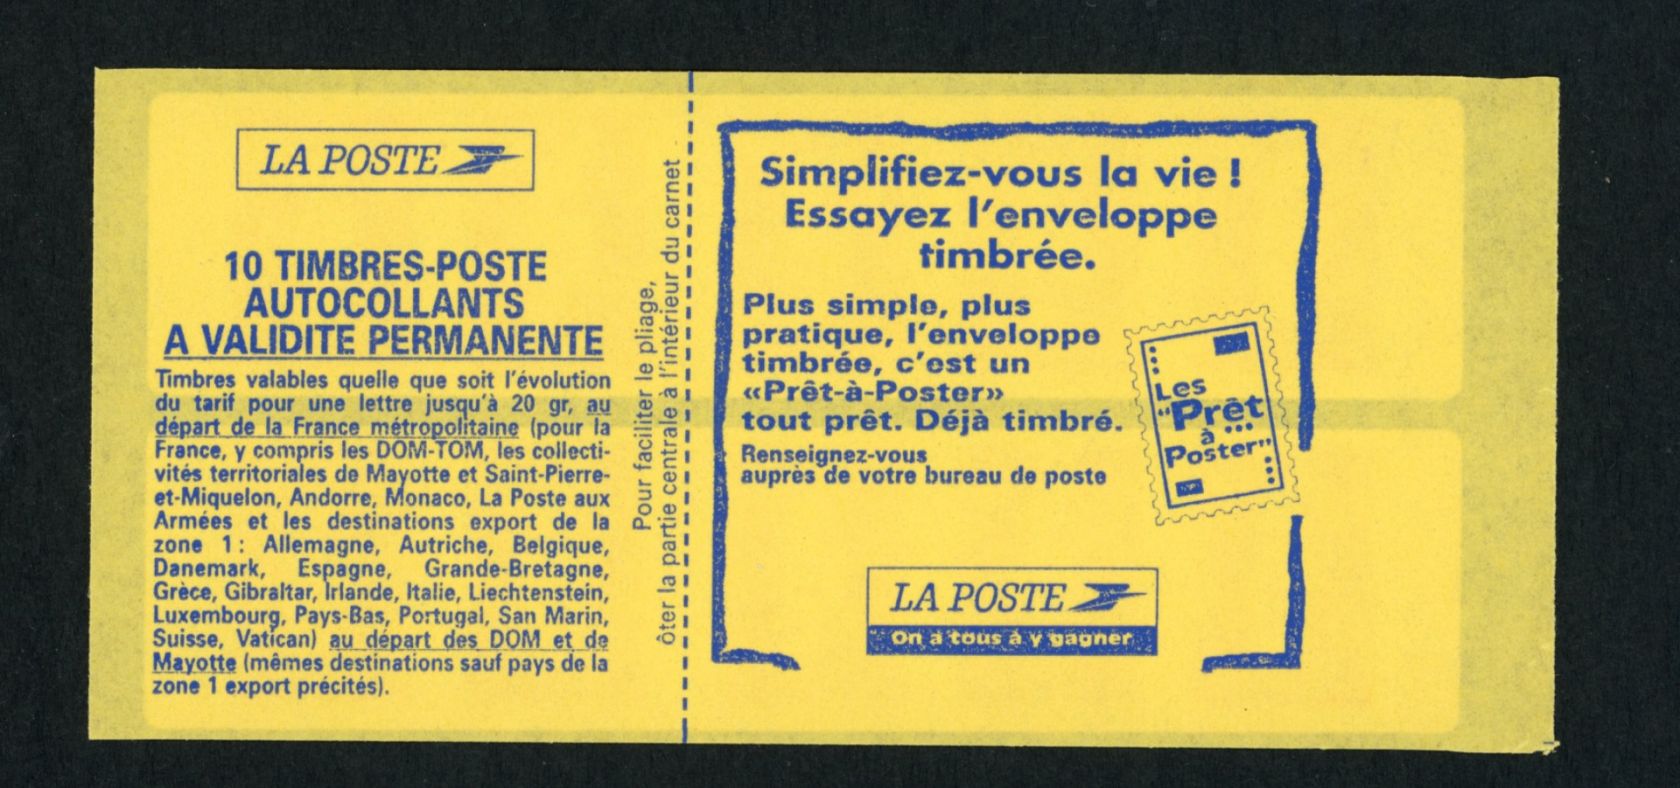 LA POSTE
10 TIMBRES-POSTE
AUTOCOLLANTS
A VALIDITE PERMANENTE
Timbres valables quelle que soit l'évolution
du tarif pour une lettre jusqu'à 20 gr, au
départ de la France métropolitaine (pour la
France, y compris les DOM-TOM, les collecti-
vités territoriales de Mayotte et Saint-Pierre-
et-Miquelon, Andorre, Monaco, La Poste aux
Armées et les destinations export de la
zone 1 : Allemagne, Autriche, Belgique,
Danemark, Espagne, Grande-Bretagne,
Grèce, Gibraltar, Irlande, Italie, Liechtenstein,
Luxembourg, Pays-Bas, Portugal, San Marin,
Suisse, Vatican) au départ des DOM et de
Mayotte (mêmes destinations sauf pays de la
zone 1 export précités).
Pour faciliter le pliage,
ôter la partie centrale à l'intérieur du carnet
Simplifiez-vous la vie !
Essayez l'enveloppe
timbrée.
Plus simple, plus
pratique, l'enveloppe
timbrée, c'est un
«Prêt-à-Poster»
tout prêt. Déjà timbré.
Renseignez-vous
auprès de votre bureau de poste
Les
"Prêt
à
Poster"
LA POSTE
On a tous à y gagner